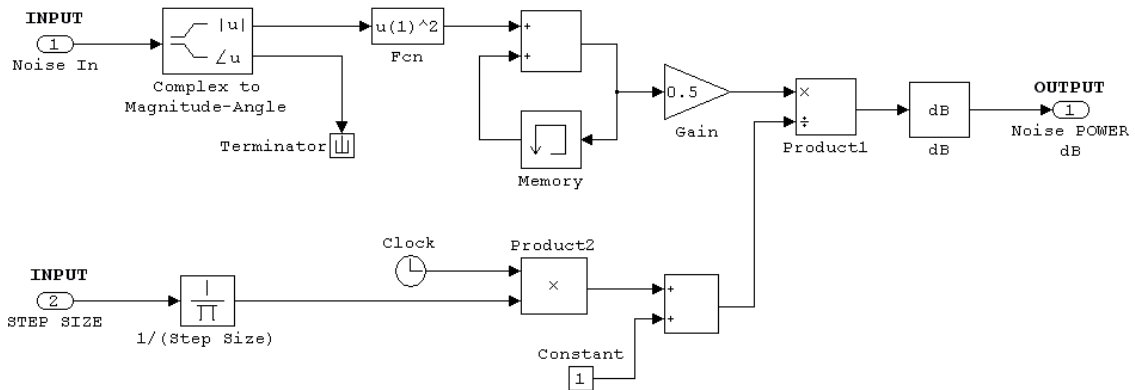 INPUT
1
Noise In
|u|
∠u
Complex to
Magnitude-Angle
Terminator
u(1)^2
Fcn
+
+
Memory
0.5
Gain
×
÷
Product1
dB
dB
OUTPUT
1
Noise POWER
dB
INPUT
2
STEP SIZE
1
∏
1/(Step Size)
Clock
Product2
×
+
+
Constant
1